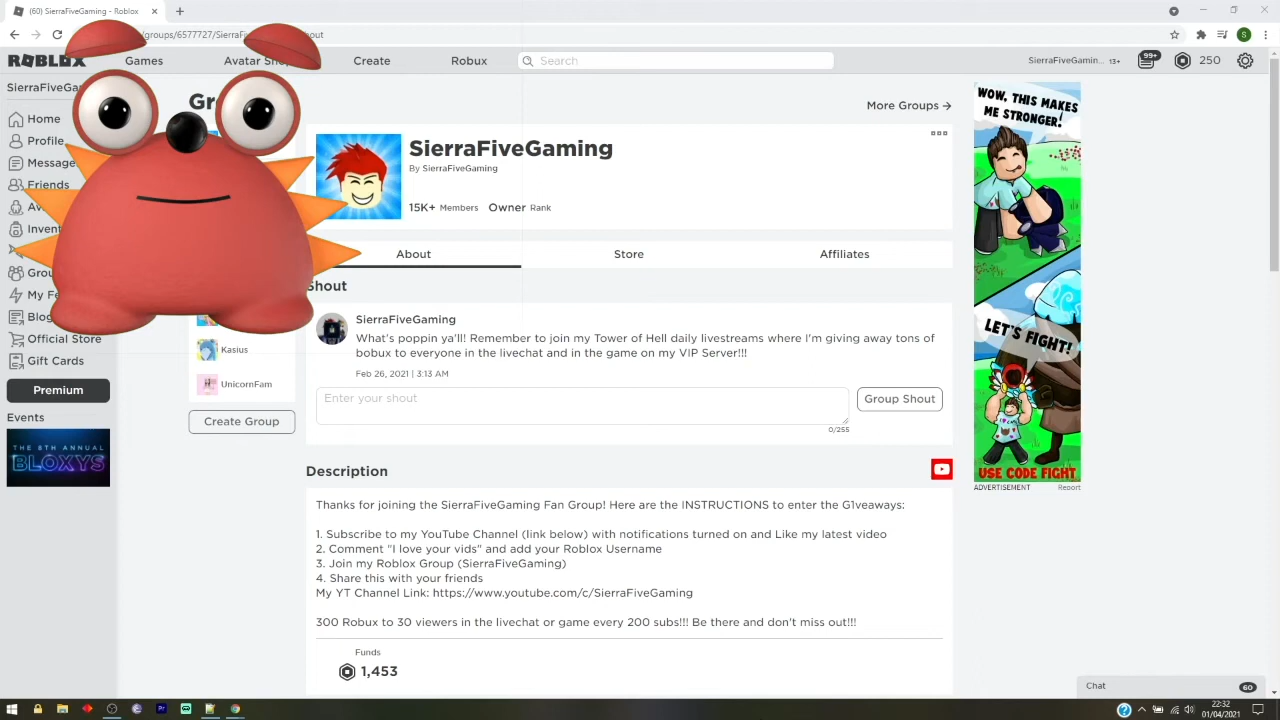 (60) SierraFiveGaming - Roblox
/groups/6577727/SierraFi
out
ROBLOX
Games
Avatar Shop
Create
Robux
Search
SierraFiveGamin... 13+
99+
250
SierraFiveGa
Home
Profile
Message
Friends
Av
Invent
Grou
My Fe
Blog
Official Store
Gift Cards
Premium
Events
THE 8TH ANNUAL
BLOXYS
Gr
Kasius
UnicornFam
Create Group
More Groups →
SierraFiveGaming
By SierraFiveGaming
15K+ Members Owner Rank
About
Store
Affiliates
Shout
SierraFiveGaming
What's poppin ya'll! Remember to join my Tower of Hell daily livestreams where I'm giving away tons of
bobux to everyone in the livechat and in the game on my VIP Server!!!
Feb 26, 2021 | 3:13 AM
Enter your shout
Group Shout
0/255
Description
Thanks for joining the SierraFiveGaming Fan Group! Here are the INSTRUCTIONS to enter the G1veaways:
1. Subscribe to my YouTube Channel (link below) with notifications turned on and Like my latest video
2. Comment "I love your vids" and add your Roblox Username
3. Join my Roblox Group (SierraFiveGaming)
4. Share this with your friends
My YT Channel Link: https://www.youtube.com/c/SierraFiveGaming
300 Robux to 30 viewers in the livechat or game every 200 subs!!! Be there and don't miss out!!!
Funds
1,453
WOW, THIS MAKES
ME STRONGER!
LET'S FIGHT!
USE CODE FIGHT
ADVERTISEMENT
Report
Chat
60
S
Pr
22:32
01/04/2021